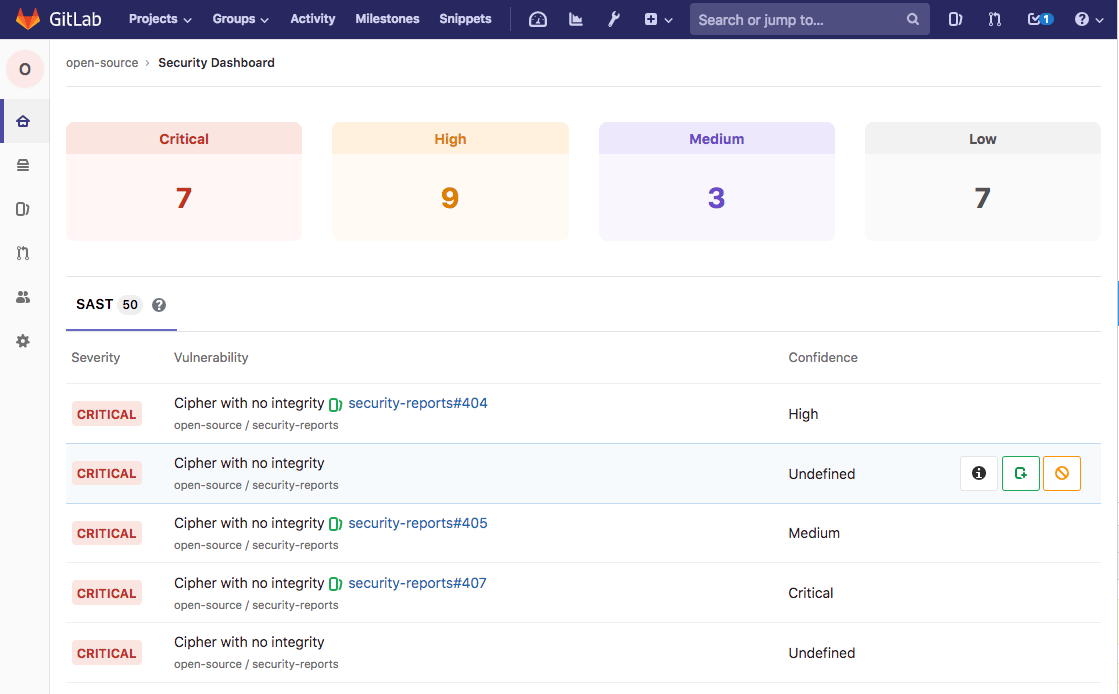 GitLab Projects Groups Activity Milestones Snippets Search or jump to... 1
O
open-source › Security Dashboard
Critical High Medium Low
7 9 3 7
SAST 50
Severity Vulnerability Confidence
CRITICAL Cipher with no integrity security-reports#404 High
open-source / security-reports
CRITICAL Cipher with no integrity Undefined
open-source / security-reports
CRITICAL Cipher with no integrity security-reports#405 Medium
open-source / security-reports
CRITICAL Cipher with no integrity security-reports#407 Critical
open-source / security-reports
CRITICAL Cipher with no integrity Undefined
open-source / security-reports